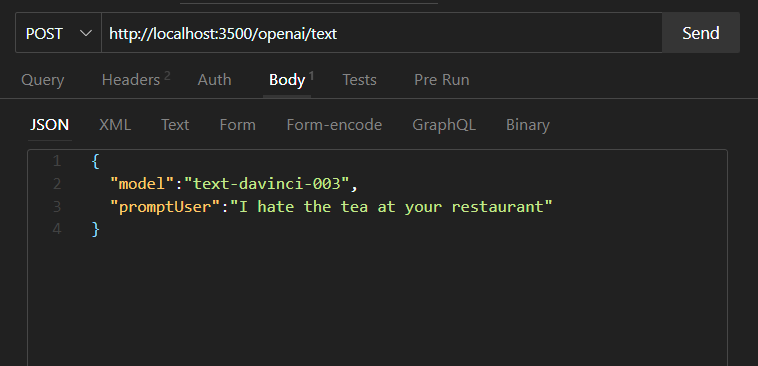 POST http://localhost:3500/openai/text Send
Query Headers 2 Auth Body 1 Tests Pre Run
JSON XML Text Form Form-encode GraphQL Binary
1 {
2 "model":"text-davinci-003",
3 "promptUser":"I hate the tea at your restaurant"
4 }